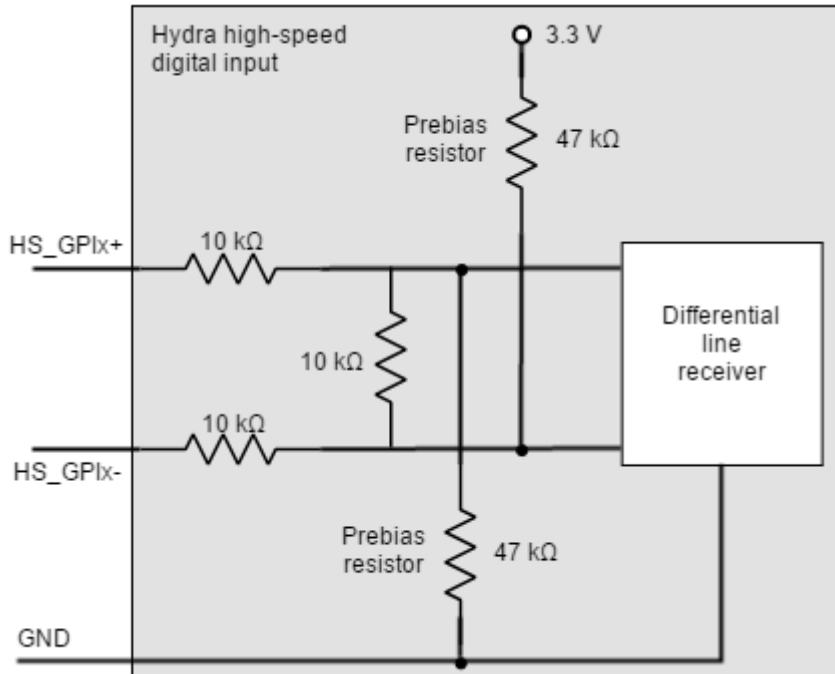 Hydra high-speed
digital input
3.3 V
Prebias
resistor
47 kΩ
HS_GPIx+
10 kΩ
10 kΩ
Differential
line
receiver
10 kΩ
HS_GPIx-
Prebias
resistor
47 kΩ
GND